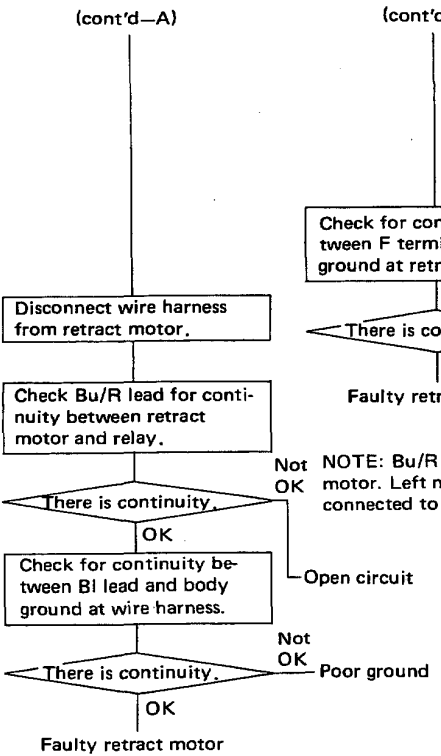 (cont'd—A)
Disconnect wire harness
from retract motor.
Check Bu/R lead for conti-
nuity between retract
motor and relay.
There is continuity.
Not
OK
OK
Open circuit
Check for continuity be-
tween Bl lead and body
ground at wire harness.
There is continuity.
Not
OK
Poor ground
OK
Faulty retract motor
(cont'd
Check for con
tween F termi
ground at retr
There is co
Faulty retr
NOTE: Bu/R
motor. Left n
connected to